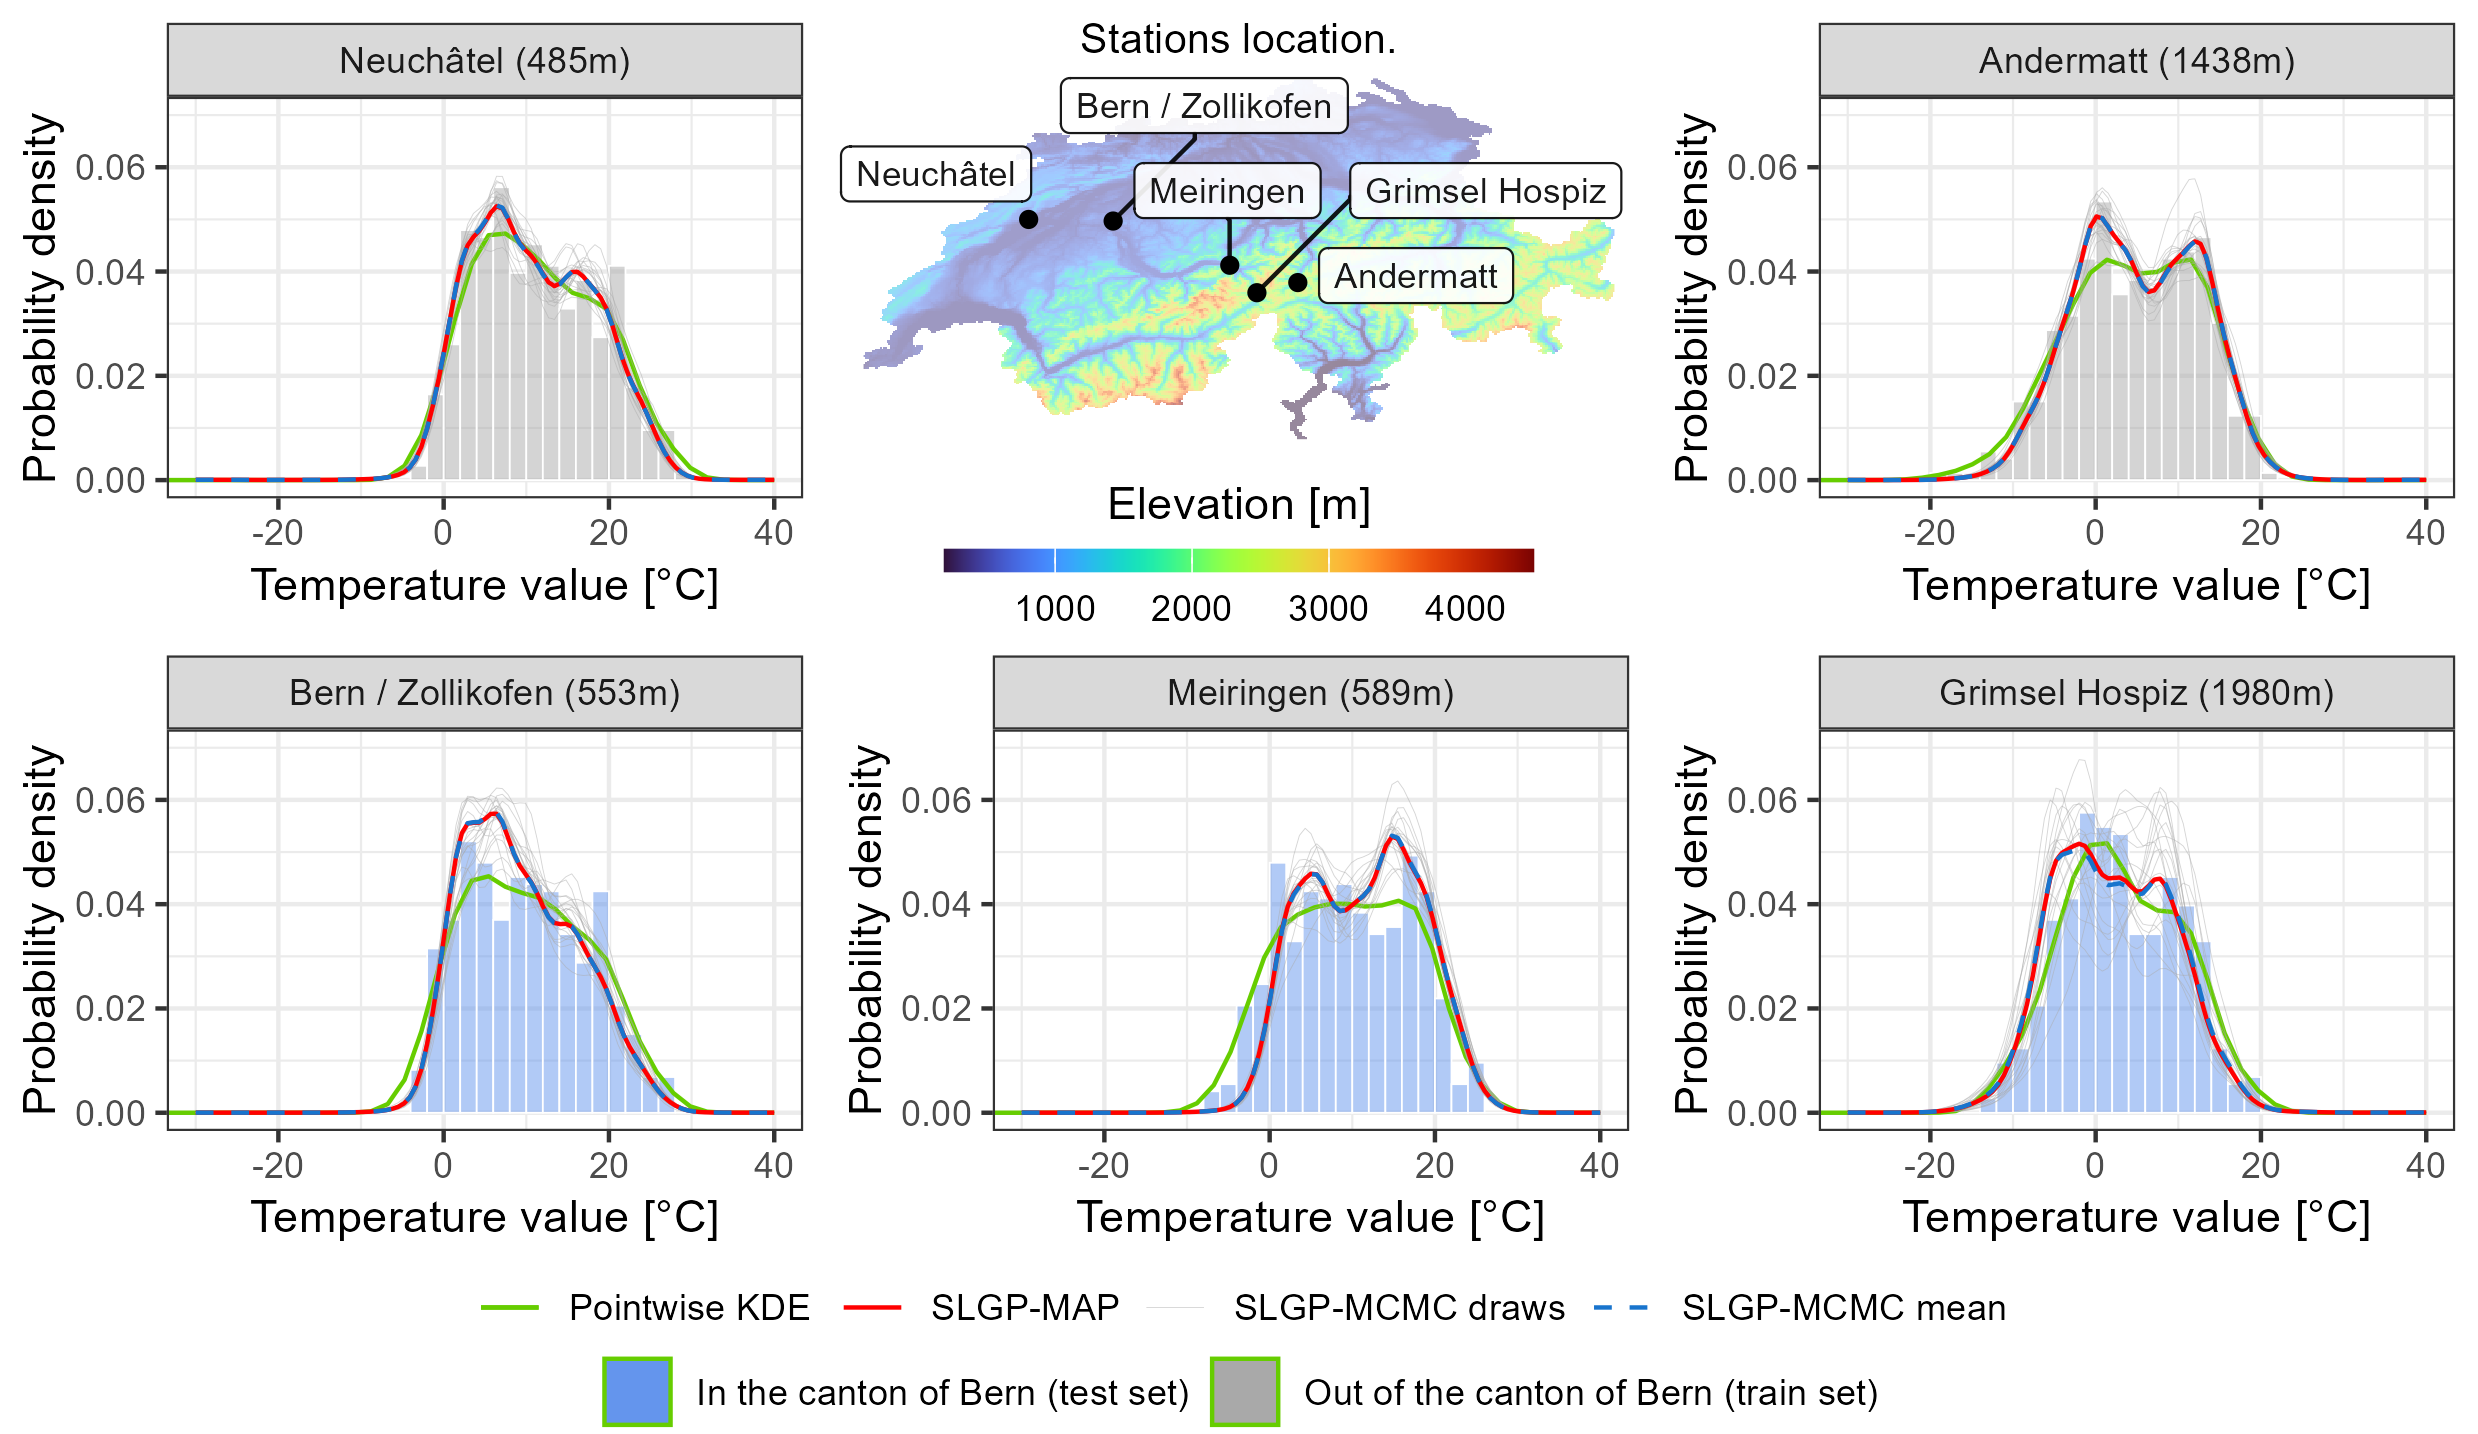 Neuchâtel (485m)
Probability density
0.06
0.04
0.02
0.00
-20 0 20 40
Temperature value [°C]
Stations location.
Bern / Zollikofen
Neuchâtel
Meiringen
Grimsel Hospiz
Andermatt
Elevation [m]
1000 2000 3000 4000
Andermatt (1438m)
Probability density
0.06
0.04
0.02
0.00
-20 0 20 40
Temperature value [°C]
Bern / Zollikofen (553m)
Probability density
0.06
0.04
0.02
0.00
-20 0 20 40
Temperature value [°C]
Meiringen (589m)
Probability density
0.06
0.04
0.02
0.00
-20 0 20 40
Temperature value [°C]
Grimsel Hospiz (1980m)
Probability density
0.06
0.04
0.02
0.00
-20 0 20 40
Temperature value [°C]
Pointwise KDE SLGP-MAP SLGP-MCMC draws SLGP-MCMC mean
In the canton of Bern (test set) Out of the canton of Bern (train set)